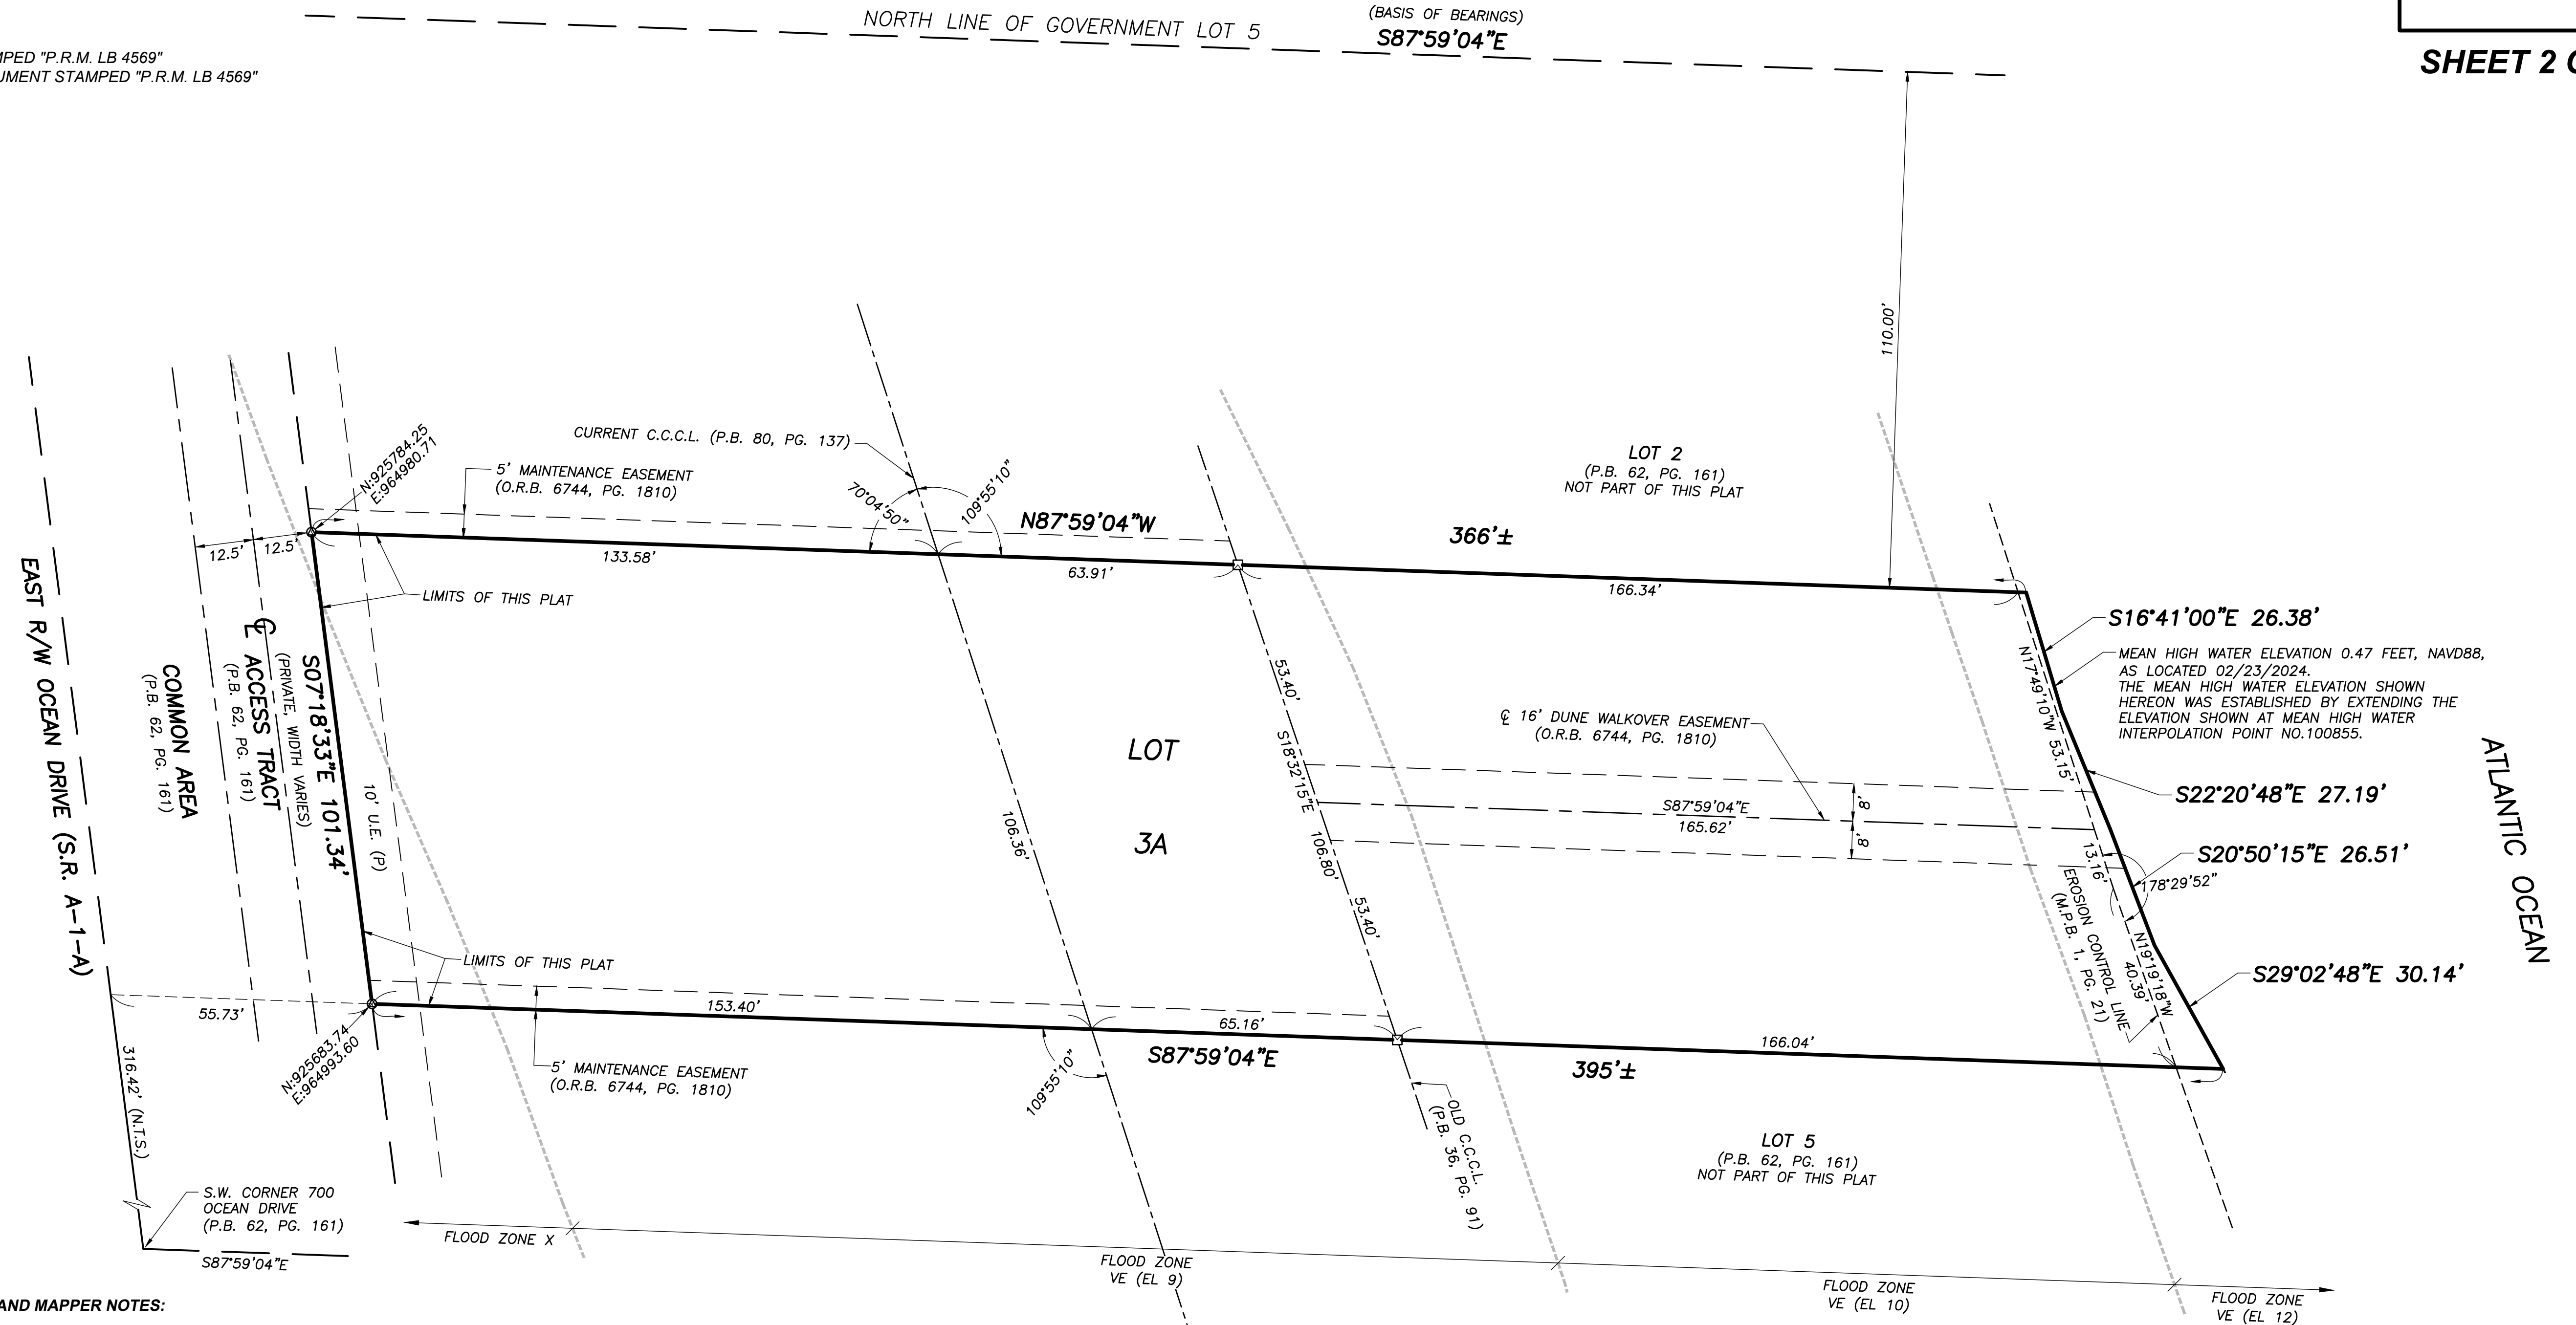 NORTH LINE OF GOVERNMENT LOT 5
(BASIS OF BEARINGS)
S87°59'04"E
SHEET 2
MPED "P.R.M. LB 4569"
UMENT STAMPED "P.R.M. LB 4569"
110.00'
N:925784.25
E:964980.71
CURRENT C.C.C.L. (P.B. 80, PG. 137)
5' MAINTENANCE EASEMENT
(O.R.B. 6744, PG. 1810)
70°04'50"
109°55'10"
N87°59'04"W
366'±
LOT 2
(P.B. 62, PG. 161)
NOT PART OF THIS PLAT
12.5'
12.5'
133.58'
63.91'
166.34'
LIMITS OF THIS PLAT
EAST R/W OCEAN DRIVE (S.R. A-1-A)
COMMON AREA
(P.B. 62, PG. 161)
℄ ACCESS TRACT
(P.B. 62, PG. 161)
(PRIVATE, WIDTH VARIES)
S07°18'33"E 101.34'
10' U.E. (P)
106.36'
LOT
3A
53.40'
S18°32'15"E 106.80'
53.40'
℄ 16' DUNE WALKOVER EASEMENT
(O.R.B. 6744, PG. 1810)
S87°59'04"E
165.62'
8'
8'
N17°49'10"W 53.15'
S16°41'00"E 26.38'
MEAN HIGH WATER ELEVATION 0.47 FEET, NAVD88,
AS LOCATED 02/23/2024.
THE MEAN HIGH WATER ELEVATION SHOWN
HEREON WAS ESTABLISHED BY EXTENDING THE
ELEVATION SHOWN AT MEAN HIGH WATER
INTERPOLATION POINT NO.100855.
S22°20'48"E 27.19'
S20°50'15"E 26.51'
13.16'
178°29'52"
EROSION CONTROL LINE
(M.P.B. 1, PG. 21)
N19°19'18"W
40.39'
S29°02'48"E 30.14'
ATLANTIC OCEAN
LIMITS OF THIS PLAT
55.73'
153.40'
65.16'
S87°59'04"E
395'±
166.04'
N:925683.74
E:964993.60
5' MAINTENANCE EASEMENT
(O.R.B. 6744, PG. 1810)
109°55'10"
OLD C.C.C.L.
(P.B. 36, PG. 91)
LOT 5
(P.B. 62, PG. 161)
NOT PART OF THIS PLAT
316.42' (N.T.S.)
S.W. CORNER 700
OCEAN DRIVE
(P.B. 62, PG. 161)
S87°59'04"E
FLOOD ZONE X
FLOOD ZONE
VE (EL 9)
FLOOD ZONE
VE (EL 10)
FLOOD ZONE
VE (EL 12)
AND MAPPER NOTES: